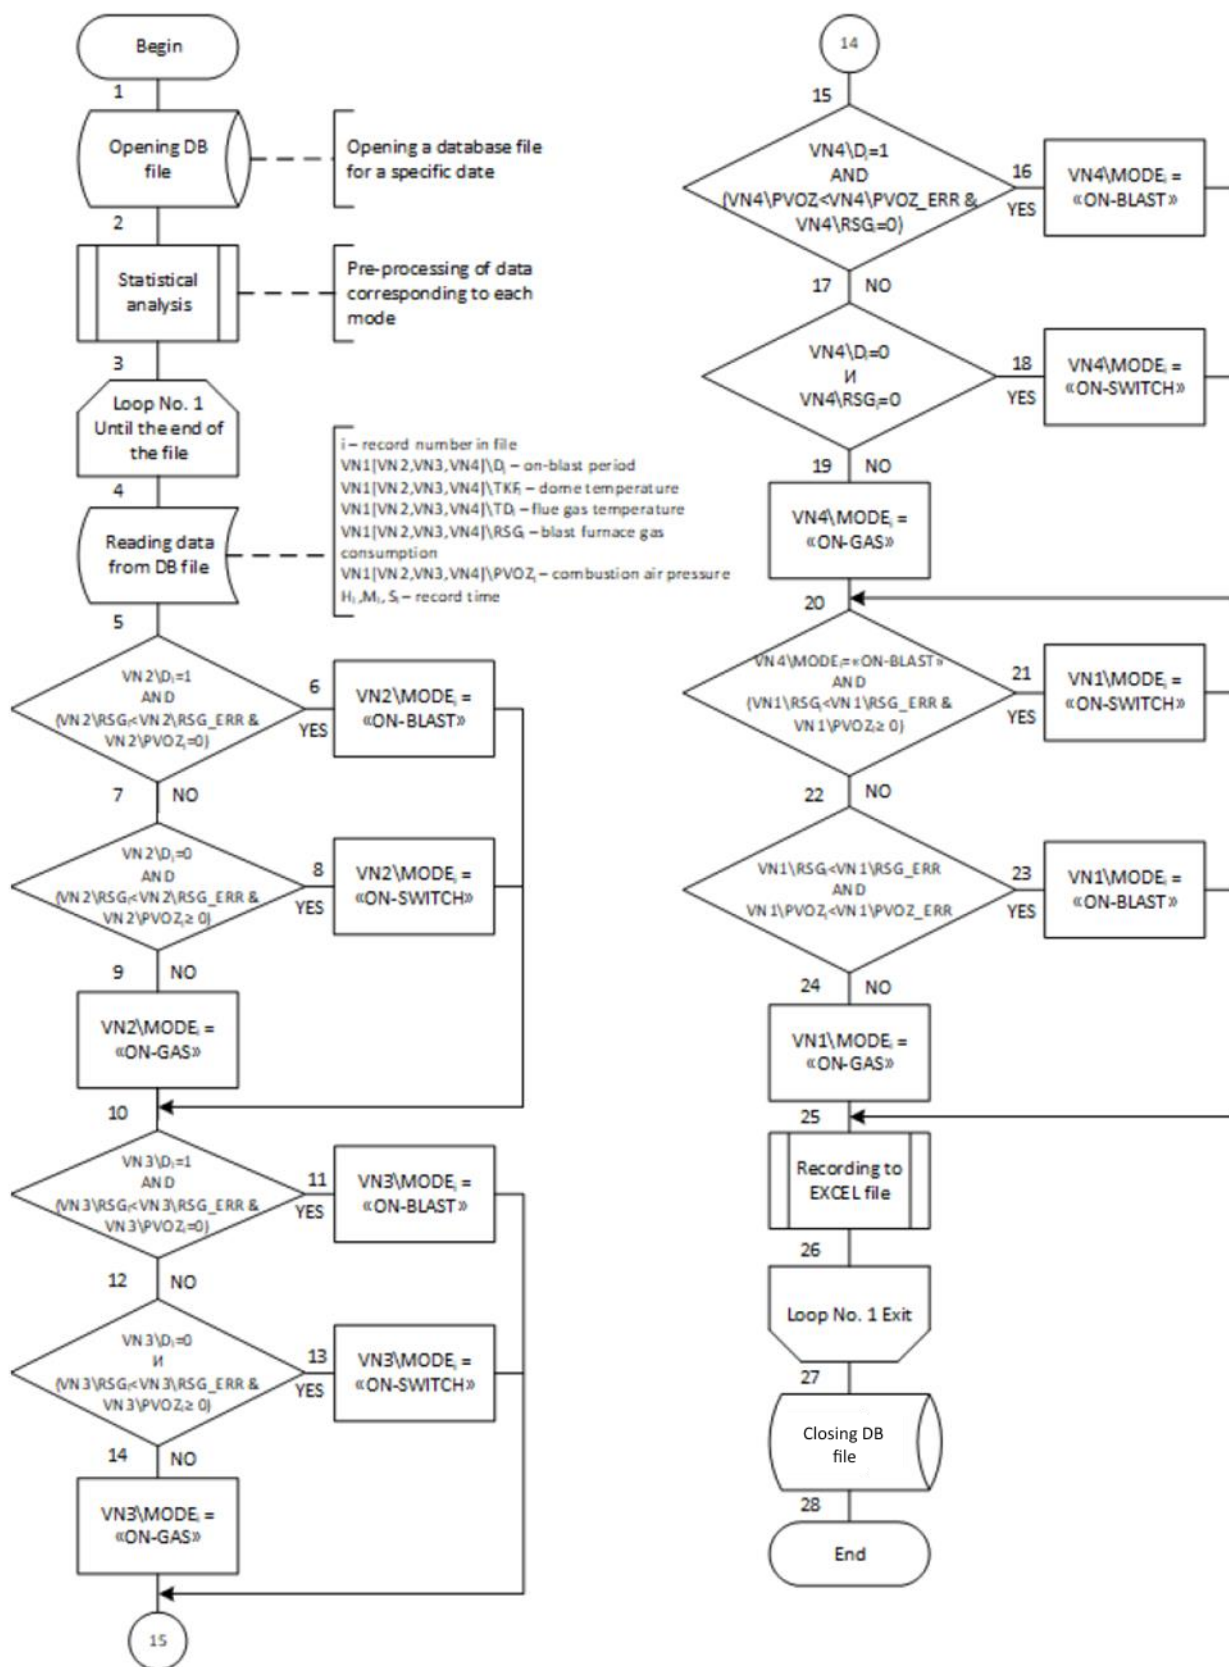 Begin
1
Opening DB
file
Opening a database file
for a specific date
2
Statistical
analysis
Pre-processing of data
corresponding to each
mode
3
Loop No. 1
Until the end of
the file
4
Reading data
from DB file
i – record number in file
VN1[VN2,VN3,VN4]\Dᵢ – on-blast period
VN1[VN2,VN3,VN4]\TKFᵢ – dome temperature
VN1[VN2,VN3,VN4]\TDᵢ – flue gas temperature
VN1[VN2,VN3,VN4]\RSGᵢ – blast furnace gas
consumption
VN1[VN2,VN3,VN4]\PVOZᵢ – combustion air pressure
Hᵢ, Mᵢ, Sᵢ – record time
5
VN2\Dᵢ=1
AND
(VN2\RSGᵢ<VN2\RSG_ERR &
VN2\PVOZᵢ=0)
6
YES
VN2\MODEᵢ =
«ON-BLAST»
7
NO
VN2\Dᵢ=0
AND
(VN2\RSGᵢ<VN2\RSG_ERR &
VN2\PVOZᵢ≥ 0)
8
YES
VN2\MODEᵢ =
«ON-SWITCH»
9
NO
VN2\MODEᵢ =
«ON-GAS»
10
VN3\Dᵢ=1
AND
(VN3\RSGᵢ<VN3\RSG_ERR &
VN3\PVOZᵢ=0)
11
YES
VN3\MODEᵢ =
«ON-BLAST»
12
NO
VN3\Dᵢ=0
И
(VN3\RSGᵢ<VN3\RSG_ERR &
VN3\PVOZᵢ≥ 0)
13
YES
VN3\MODEᵢ =
«ON-SWITCH»
14
NO
VN3\MODEᵢ =
«ON-GAS»
15
14
15
VN4\Dᵢ=1
AND
(VN4\PVOZᵢ<VN4\PVOZ_ERR &
VN4\RSGᵢ=0)
16
YES
VN4\MODEᵢ =
«ON-BLAST»
17
NO
VN4\Dᵢ=0
И
VN4\RSGᵢ=0
18
YES
VN4\MODEᵢ =
«ON-SWITCH»
19
NO
VN4\MODEᵢ =
«ON-GAS»
20
VN4\MODEᵢ=«ON-BLAST»
AND
(VN1\RSGᵢ<VN1\RSG_ERR &
VN1\PVOZᵢ≥ 0)
21
YES
VN1\MODEᵢ =
«ON-SWITCH»
22
NO
VN1\RSGᵢ<VN1\RSG_ERR
AND
VN1\PVOZᵢ<VN1\PVOZ_ERR
23
YES
VN1\MODEᵢ =
«ON-BLAST»
24
NO
VN1\MODEᵢ =
«ON-GAS»
25
Recording to
EXCEL file
26
Loop No. 1 Exit
27
Closing DB
file
28
End